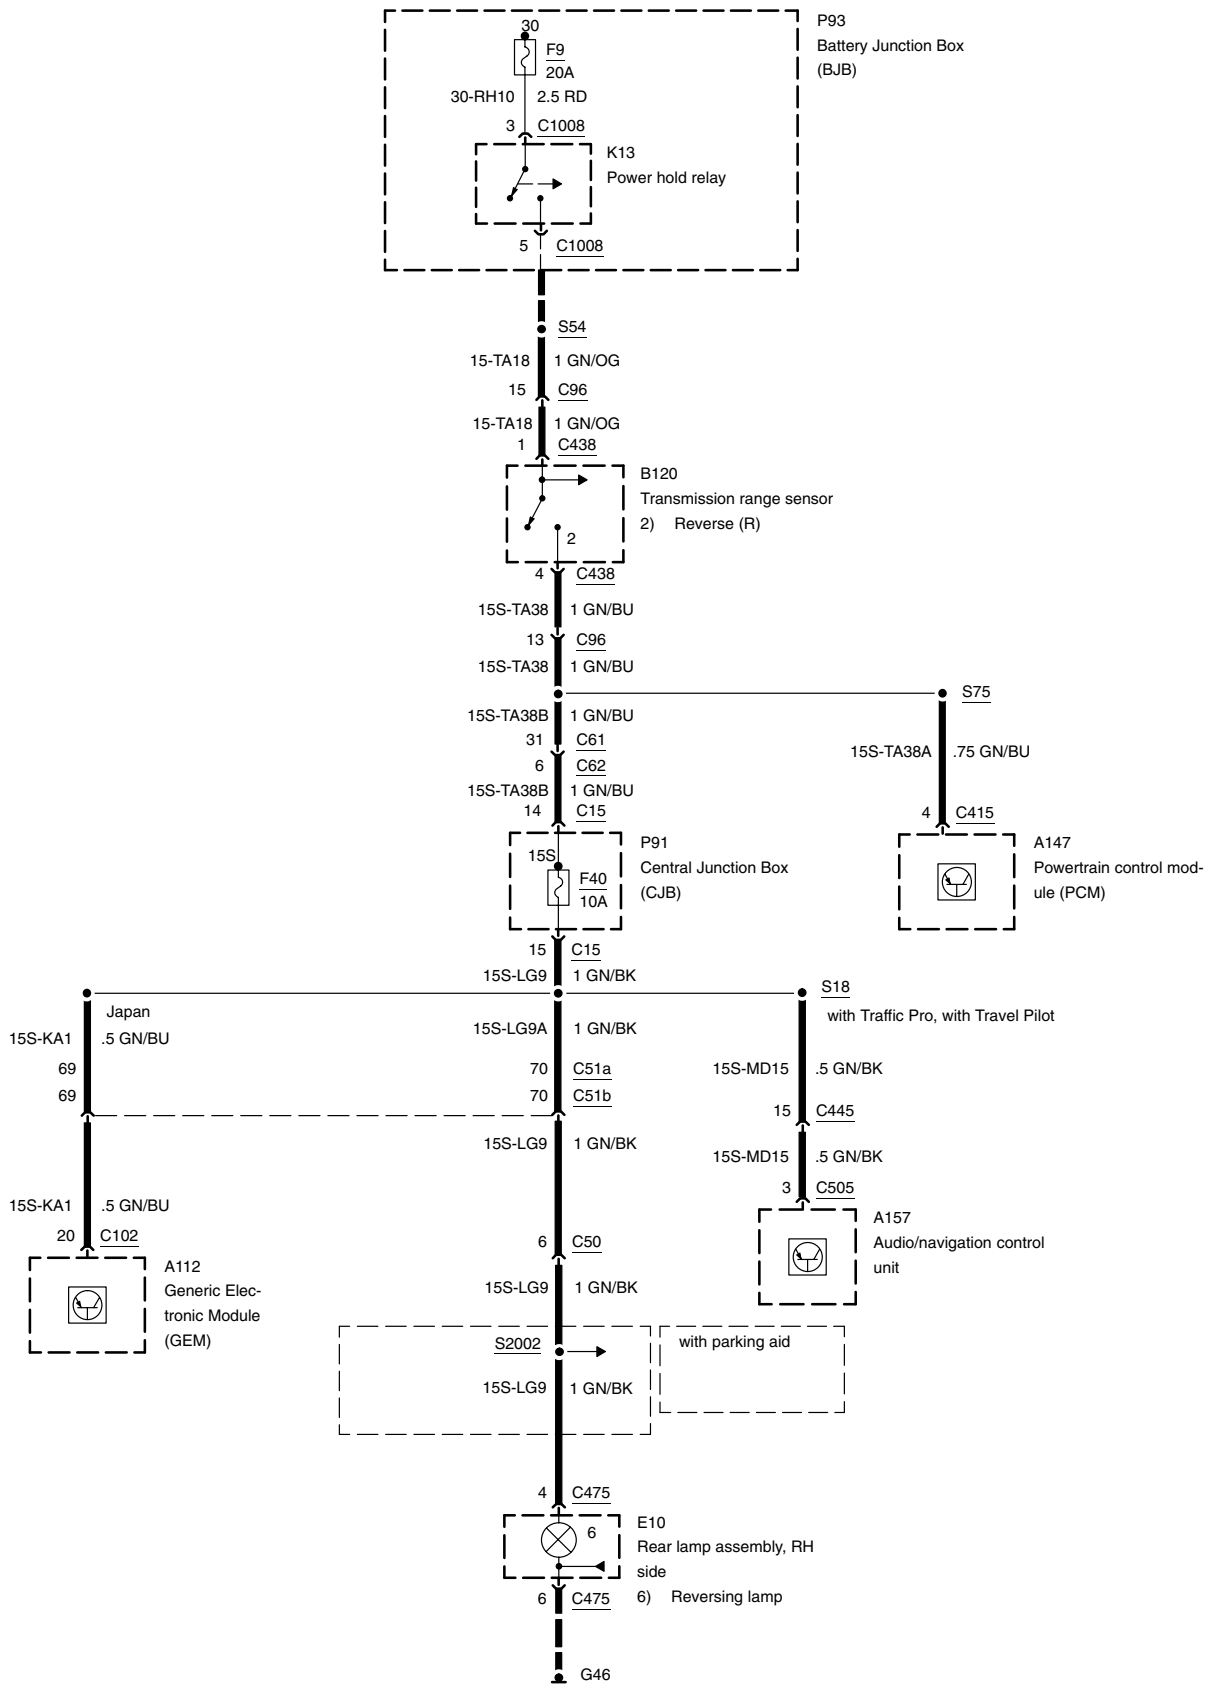 30
P93
Battery Junction Box
(BJB)
F9
20A
30-RH10 2.5 RD
3 C1008
K13
Power hold relay
5 C1008
S54
15-TA18 1 GN/OG
15 C96
15-TA18 1 GN/OG
1 C438
B120
Transmission range sensor
2) Reverse (R)
2
4 C438
15S-TA38 1 GN/BU
13 C96
15S-TA38 1 GN/BU
S75
15S-TA38B 1 GN/BU
31 C61
15S-TA38A .75 GN/BU
6 C62
15S-TA38B 1 GN/BU
14 C15
4 C415
P91
Central Junction Box
(CJB)
15S
F40
10A
A147
Powertrain control mod-
ule (PCM)
15 C15
15S-LG9 1 GN/BK
S18
with Traffic Pro, with Travel Pilot
Japan
15S-KA1 .5 GN/BU
15S-LG9A 1 GN/BK
69
70 C51a
15S-MD15 .5 GN/BK
69
70 C51b
15 C445
15S-LG9 1 GN/BK
15S-MD15 .5 GN/BK
3 C505
15S-KA1 .5 GN/BU
20 C102
6 C50
A157
Audio/navigation control
unit
A112
Generic Elec-
tronic Module
(GEM)
15S-LG9 1 GN/BK
S2002
with parking aid
15S-LG9 1 GN/BK
4 C475
6
E10
Rear lamp assembly, RH
side
6) Reversing lamp
6 C475
G46